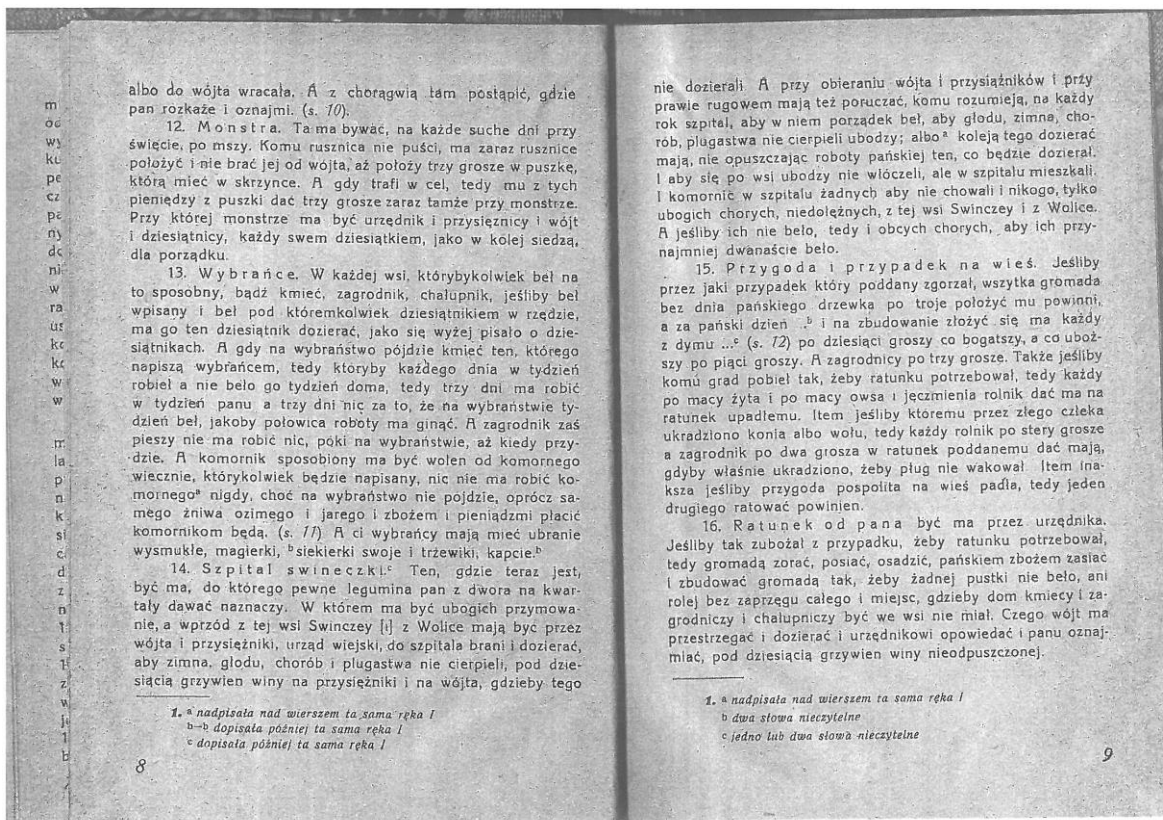 albo do wójta wracała. A z chorągwią tam postąpić, gdzie
pan rozkaże i oznajmi. (s. 10).
12. Monstra. Ta ma bywać, na każde suche dni przy
święcie, po mszy. Komu rusznica nie puści, ma zaraz rusznice
położyć i nie brać jej od wójta, aż położy trzy grosze w puszkę,
którą mieć w skrzynce. A gdy trafi w cel, tedy mu z tych
pieniędzy z puszki dać trzy grosze zaraz tamże przy monstrze.
Przy której monstrze ma być urzędnik i przysięznicy i wójt
i dziesiątnicy, każdy swem dziesiątkiem, jako w kolej siedzą,
dla porządku.
13. Wybrańce. W każdej wsi, którybykolwiek beł na
to sposobny, bądź kmieć, zagrodnik, chałupnik, jeśliby beł
wpisany i beł pod któremkolwiek dziesiątnikiem w rzędzie,
ma go ten dziesiątnik dozierać, jako się wyżej pisało o dzie-
siątnikach. A gdy na wybraństwo pójdzie kmieć ten, którego
napiszą wybrańcem, tedy któryby każdego dnia w tydzień
robieł a nie beło go tydzień doma, tedy trzy dni ma robić
w tydzień panu a trzy dni nic za to, że na wybraństwie ty-
dzień beł, jakoby połowica roboty ma ginąć. A zagrodnik zaś
pieszy nie ma robić nic, póki na wybraństwie, aż kiedy przy-
dzie. A komornik sposobiony ma być wolen od komornego
wiecznie, którykolwiek będzie napisany, nic nie ma robić ko-
mornegoª nigdy, choć na wybraństwo nie pojdzie, oprócz sa-
mego żniwa ozimego i jarego i zbożem i pieniądzmi płacić
komornikom będą. (s. 11) A ci wybrańcy mają mieć ubranie
wysmukłe, magierki, ᵇsiekierki swoje i trżewiki, kapcie.ᵇ
14. Szpital swineczki.ᶜ Ten, gdzie teraz jest,
być ma, do którego pewne legumina pan z dwora na kwar-
tały dawać naznaczy. W którem ma być ubogich przymowa-
nie, a wprzód z tej wsi Swinczey [i] z Wolice mają byc przez
wójta i przysiężniki, urząd wiejski, do szpitala brani i dozierać,
aby zimna, głodu, chorób i plugastwa nie cierpieli, pod dzie-
siącią grzywien winy na przysiężniki i na wójta, gdzieby tego
1. ª nadpisała nad wierszem ta sama ręka I
ᵇ—ᵇ dopisała później ta sama ręka I
ᶜ dopisała później ta sama ręka I
8
nie dozierali A przy obieraniu wójta i przysiążników i przy
prawie rugowem mają też poruczać, komu rozumieją, na każdy
rok szpital, aby w niem porządek beł, aby głodu, zimna, cho-
rób, plugastwa nie cierpieli ubodzy; alboª koleją tego dozierać
mają, nie opuszczając roboty pańskiej ten, co będzie dozierał.
I aby się po wsi ubodzy nie włóczeli, ale w szpitalu mieszkali.
I komornic w szpitalu żadnych aby nie chowali i nikogo, tylko
ubogich chorych, niedołężnych, z tej wsi Swinczey i z Wolice.
A jeśliby ich nie beło, tedy i obcych chorych, aby ich przy-
najmniej dwanaście beło.
15. Przygoda i przypadek na wieś. Jeśliby
przez jaki przypadek który poddany zgorzał, wszytka gromada
bez dnia pańskiego drzewka po troje położyć mu powinni,
a za pański dzień .ᵇ i na zbudowanie złożyć się ma każdy
z dymu ...ᶜ (s. 12) po dziesiąci groszy co bogatszy, a co uboż-
szy po piąci groszy. A zagrodnicy po trzy grosze. Także jeśliby
komu grad pobieł tak, żeby ratunku potrzebował, tedy każdy
po macy żyta i po macy owsa i jęczmienia rolnik dać ma na
ratunek upadłemu. Item jeśliby któremu przez złego człeka
ukradziono konia albo wołu, tedy każdy rolnik po stery grosze
a zagrodnik po dwa grosza w ratunek poddanemu dać mają,
gdyby właśnie ukradziono, żeby pług nie wakował Item ina-
ksza jeśliby przygoda pospolita na wieś padła, tedy jeden
drugiego ratować powinien.
16. Ratunek od pana być ma przez urzędnika.
Jeśliby tak zubożał z przypadku, żeby ratunku potrzebował,
tedy gromadą zorać, posiać, osadzić, pańskiem zbożem zasiać
i zbudować gromadą tak, żeby żadnej pustki nie beło, ani
rolej bez zaprzęgu całego i miejsc, gdzieby dom kmiecy i za-
grodniczy i chałupniczy być we wsi nie miał. Czego wójt ma
przestrzegać i dozierać i urzędnikowi opowiedać i panu oznaj-
miać, pod dziesiącią grzywien winy nieodpuszczonej.
1. ª nadpisała nad wierszem ta sama ręka I
ᵇ dwa słowa nieczytelne
ᶜ jedno lub dwa słowa nieczytelne
9